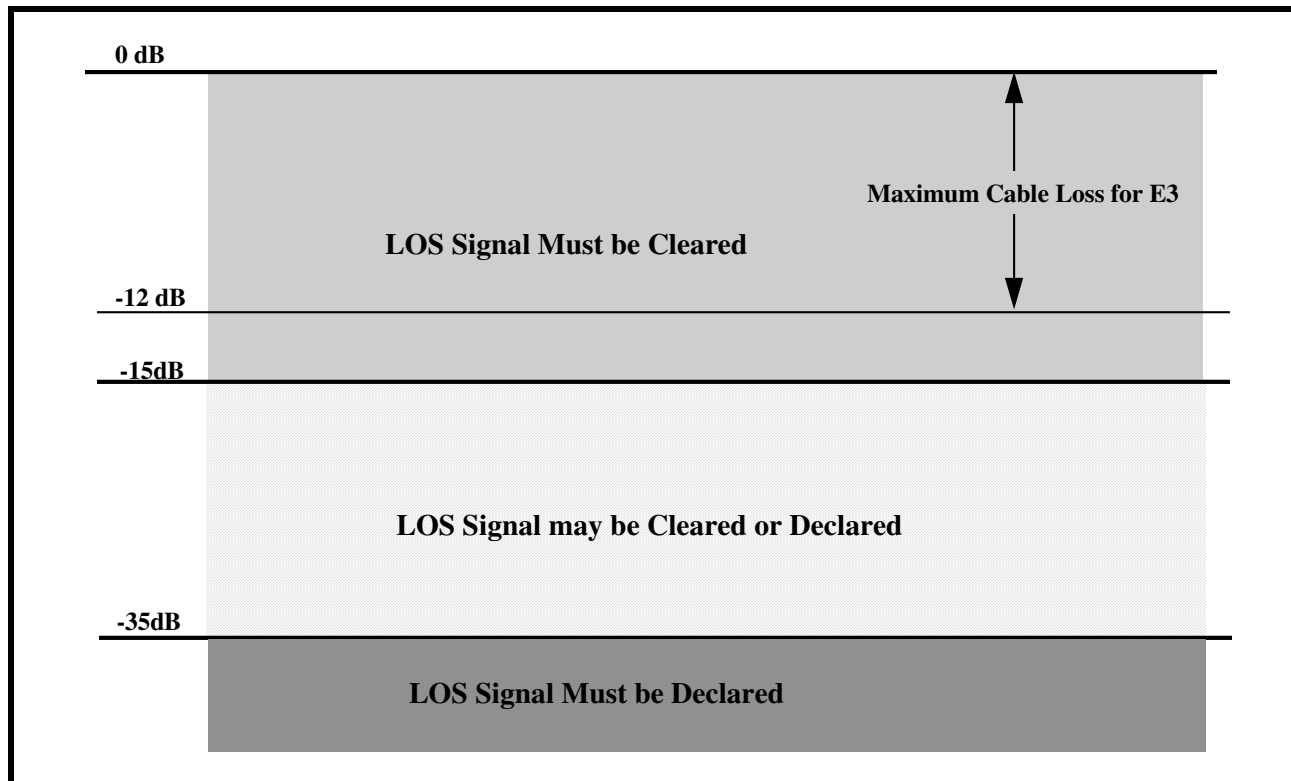 0 dB
Maximum Cable Loss for E3
LOS Signal Must be Cleared
-12 dB
-15dB
LOS Signal may be Cleared or Declared
-35dB
LOS Signal Must be Declared